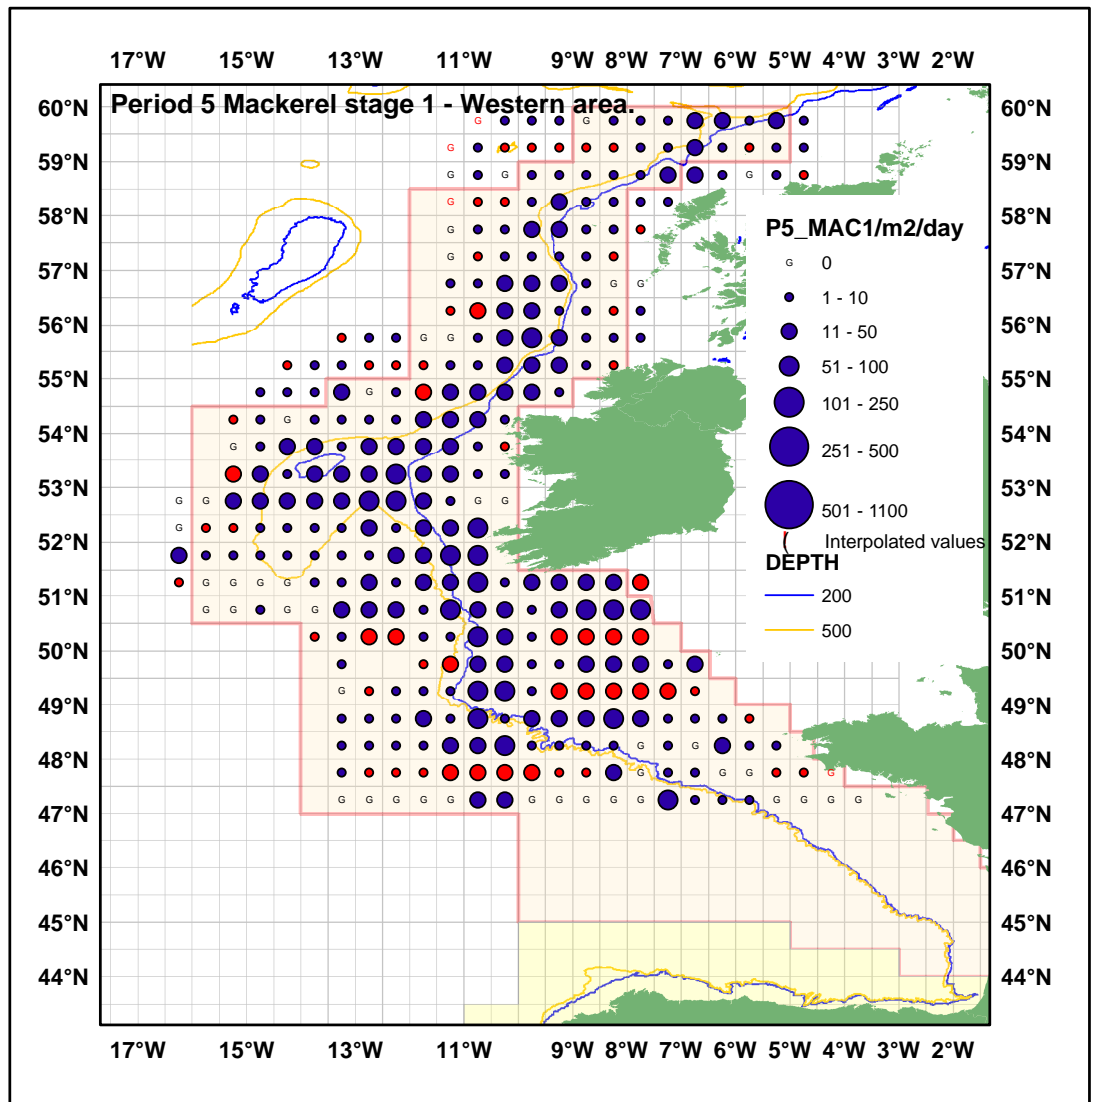 17°W 15°W 13°W 11°W 9°W 8°W 7°W 6°W 5°W 4°W 3°W 2°W
Period 5 Mackerel stage 1 - Western area.
60°N 60°N
59°N 59°N
58°N 58°N
57°N 57°N
56°N 56°N
55°N 55°N
54°N 54°N
53°N 53°N
52°N 52°N
51°N 51°N
50°N 50°N
49°N 49°N
48°N 48°N
47°N 47°N
46°N 46°N
45°N 45°N
44°N 44°N
P5_MAC1/m2/day
G 0
1 - 10
11 - 50
51 - 100
101 - 250
251 - 500
501 - 1100
( Interpolated values
DEPTH
200
500
G G
G
G G G
G
G
G
G G
G G
G
G
G
G G G G
G
G G G G
G G G G
G
G G G
G G G G
G G G G G G G G G G G G G G G
17°W 15°W 13°W 11°W 9°W 8°W 7°W 6°W 5°W 4°W 3°W 2°W